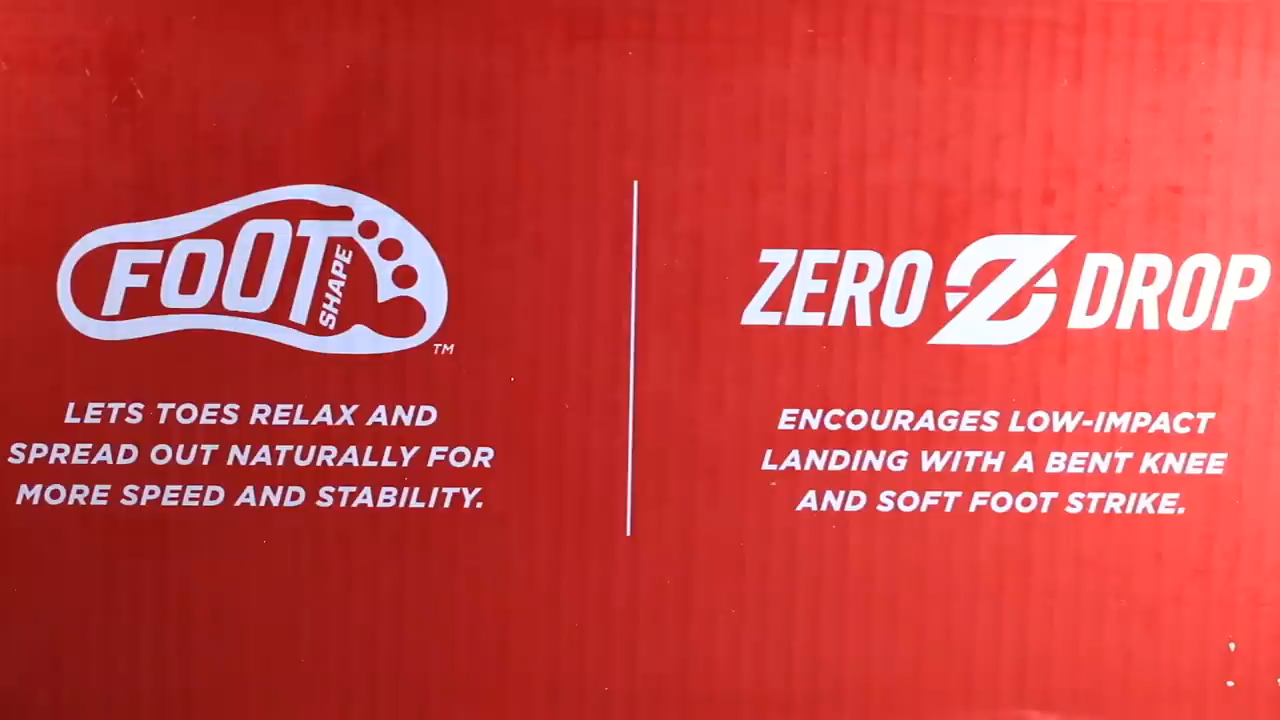 FOOT
SHAPE
TM
LETS TOES RELAX AND
SPREAD OUT NATURALLY FOR
MORE SPEED AND STABILITY.
ZERO DROP
ENCOURAGES LOW-IMPACT
LANDING WITH A BENT KNEE
AND SOFT FOOT STRIKE.